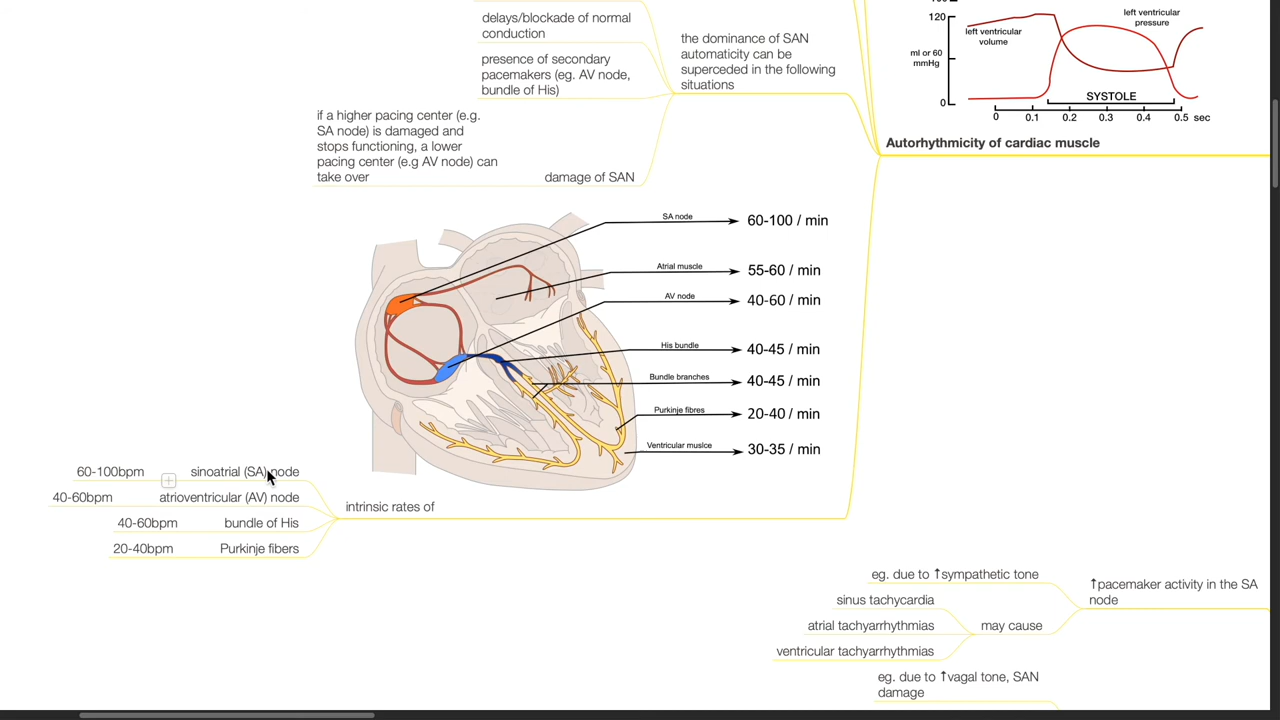 delays/blockade of normal
conduction
presence of secondary
pacemakers (eg. AV node,
bundle of His)
the dominance of SAN
automaticity can be
superceded in the following
situations
if a higher pacing center (e.g.
SA node) is damaged and
stops functioning, a lower
pacing center (e.g AV node) can
take over
damage of SAN
120
left ventricular
pressure
left ventricular
volume
ml or 60
mmHg
SYSTOLE
0
0 0.1 0.2 0.3 0.4 0.5 sec
Autorhythmicity of cardiac muscle
SA node 60-100 / min
Atrial muscle 55-60 / min
AV node 40-60 / min
His bundle 40-45 / min
Bundle branches 40-45 / min
Purkinje fibres 20-40 / min
Ventricular muslce 30-35 / min
60-100bpm sinoatrial (SA) node
40-60bpm atrioventricular (AV) node
40-60bpm bundle of His
20-40bpm Purkinje fibers
intrinsic rates of
eg. due to ↑sympathetic tone
sinus tachycardia
atrial tachyarrhythmias
ventricular tachyarrhythmias
may cause
↑pacemaker activity in the SA
node
eg. due to ↑vagal tone, SAN
damage